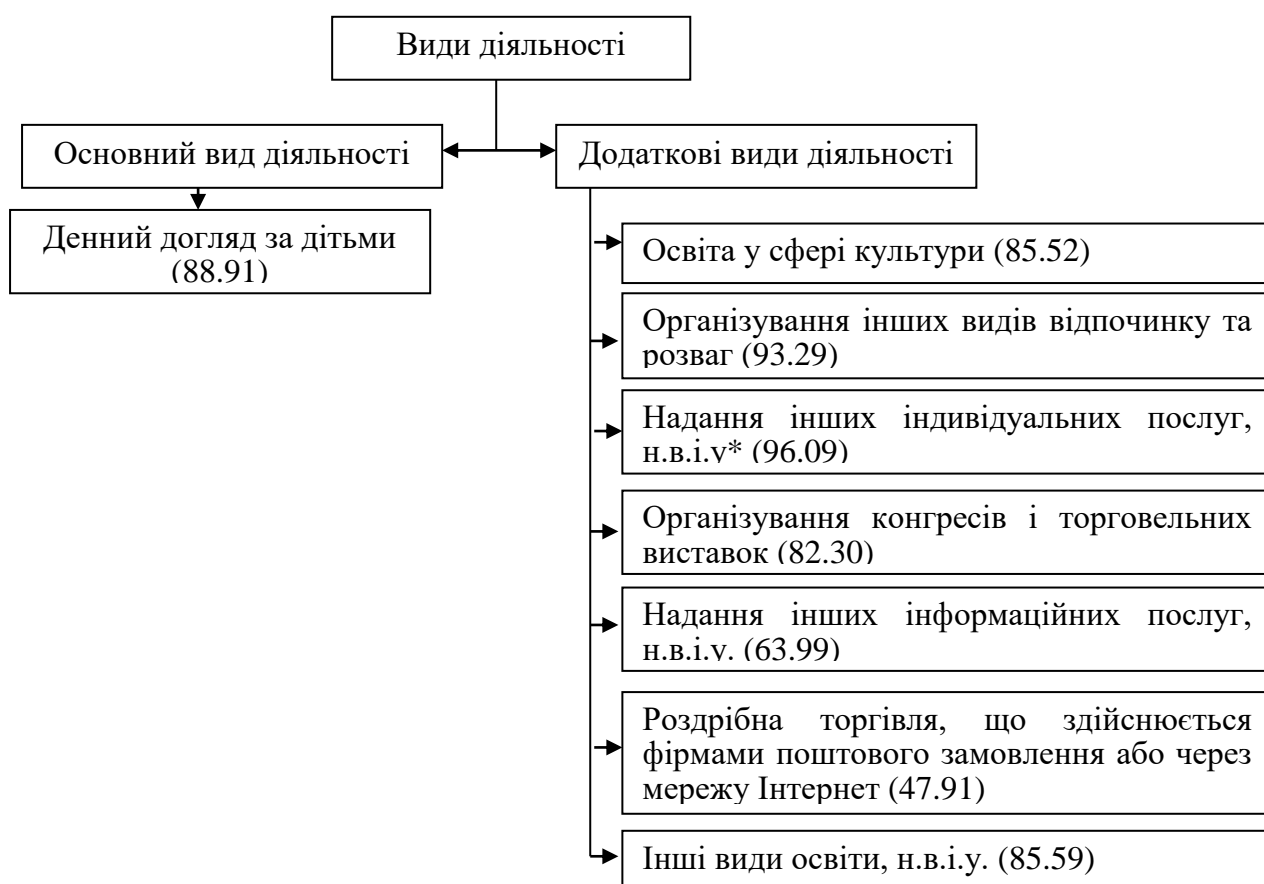 Види діяльності
Основний вид діяльності
Додаткові види діяльності
Денний догляд за дітьми
(88.91)
Освіта у сфері культури (85.52)
Організування інших видів відпочинку та
розваг (93.29)
Надання інших індивідуальних послуг,
н.в.і.у* (96.09)
Організування конгресів і торговельних
виставок (82.30)
Надання інших інформаційних послуг,
н.в.і.у. (63.99)
Роздрібна торгівля, що здійснюється
фірмами поштового замовлення або через
мережу Інтернет (47.91)
Інші види освіти, н.в.і.у. (85.59)